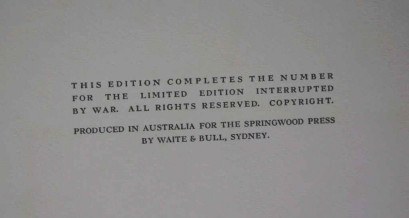 THIS EDITION COMPLETES THE NUMBER
FOR THE LIMITED EDITION INTERRUPTED
BY WAR. ALL RIGHTS RESERVED. COPYRIGHT.
PRODUCED IN AUSTRALIA FOR THE SPRINGWOOD PRESS
BY WAITE & BULL, SYDNEY.